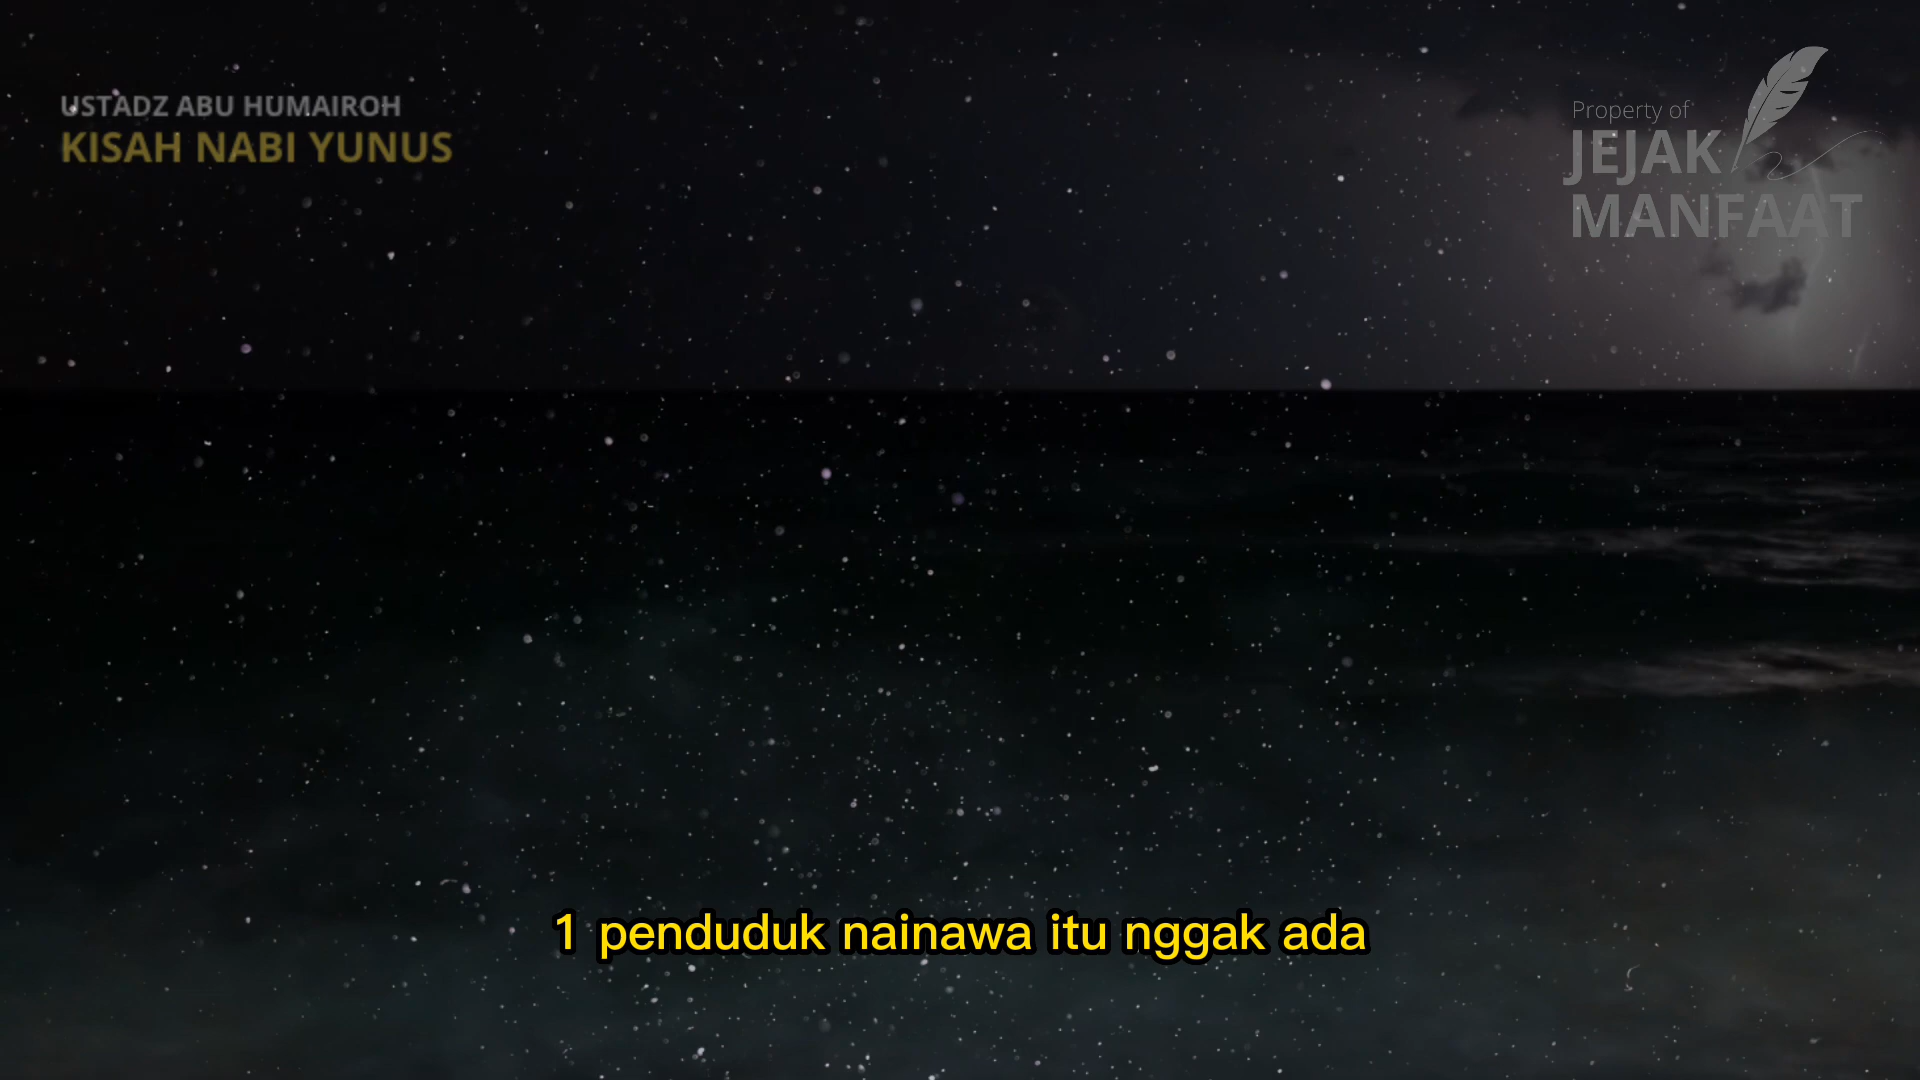 USTADZ ABU HUMAIROH
KISAH NABI YUNUS
Property of
JEJAK
MANFAAT
1 penduduk nainawa itu nggak ada